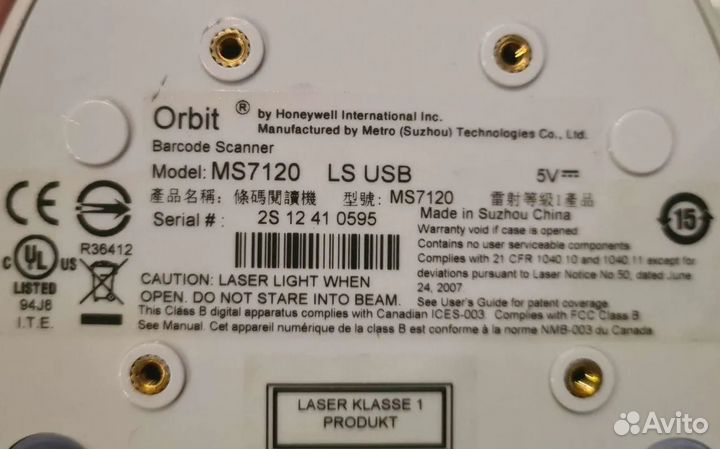 Orbit ® by Honeywell International Inc.
Manufactured by Metro (Suzhou) Technologies Co., Ltd.
Barcode Scanner
Model: MS7120 LS USB 5V
產品名稱: 條碼閱讀機 型號: MS7120 雷射等級1產品
Serial #: 2S 12 41 0595
Made in Suzhou China
Warranty void if case is opened.
Contains no user serviceable components.
Complies with 21 CFR 1040.10 and 1040.11 except for
deviations pursuant to Laser Notice No.50, dated June
24, 2007.
See User's Guide for patent coverage.
CE
15
C UL US
LISTED
94J8
I.T.E.
R36412
CAUTION: LASER LIGHT WHEN
OPEN. DO NOT STARE INTO BEAM.
This Class B digital apparatus complies with Canadian ICES-003. Complies with FCC Class B
See Manual. Cet appareil numérique de la class B est conforme à la norme NMB-003 du Canada
LASER KLASSE 1
PRODUKT
Avito